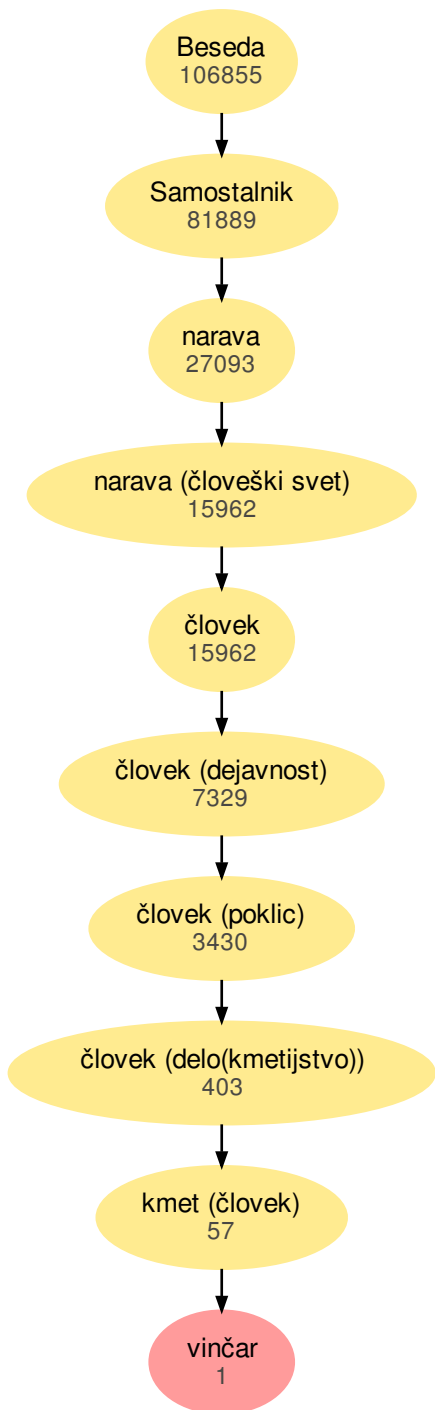 Beseda
106855
Samostalnik
81889
narava
27093
narava (človeški svet)
15962
človek
15962
človek (dejavnost)
7329
človek (poklic)
3430
človek (delo(kmetijstvo))
403
kmet (človek)
57
vinčar
1